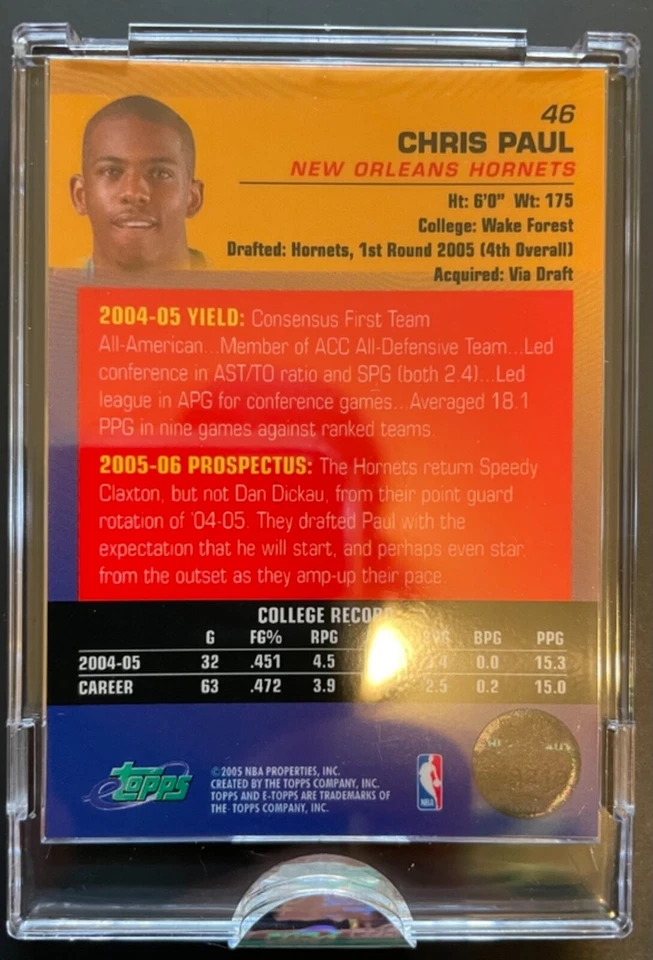 46
CHRIS PAUL
NEW ORLEANS HORNETS
Ht: 6'0" Wt: 175
College: Wake Forest
Drafted: Hornets, 1st Round 2005 (4th Overall)
Acquired: Via Draft
2004-05 YIELD: Consensus First Team
All-American...Member of ACC All-Defensive Team...Led
conference in AST/TO ratio and SPG (both 2.4)...Led
league in APG for conference games...Averaged 18.1
PPG in nine games against ranked teams.
2005-06 PROSPECTUS: The Hornets return Speedy
Claxton, but not Dan Dickau, from their point guard
rotation of '04-05. They drafted Paul with the
expectation that he will start, and perhaps even star,
from the outset as they amp-up their pace.
COLLEGE RECORD
G FG% RPG BPG PPG
2004-05 32 .451 4.5 0.0 15.3
CAREER 63 .472 3.9 2.5 0.2 15.0
topps
©2005 NBA PROPERTIES, INC.
CREATED BY THE TOPPS COMPANY, INC.
TOPPS AND E-TOPPS ARE TRADEMARKS OF
THE TOPPS COMPANY, INC.
NBA